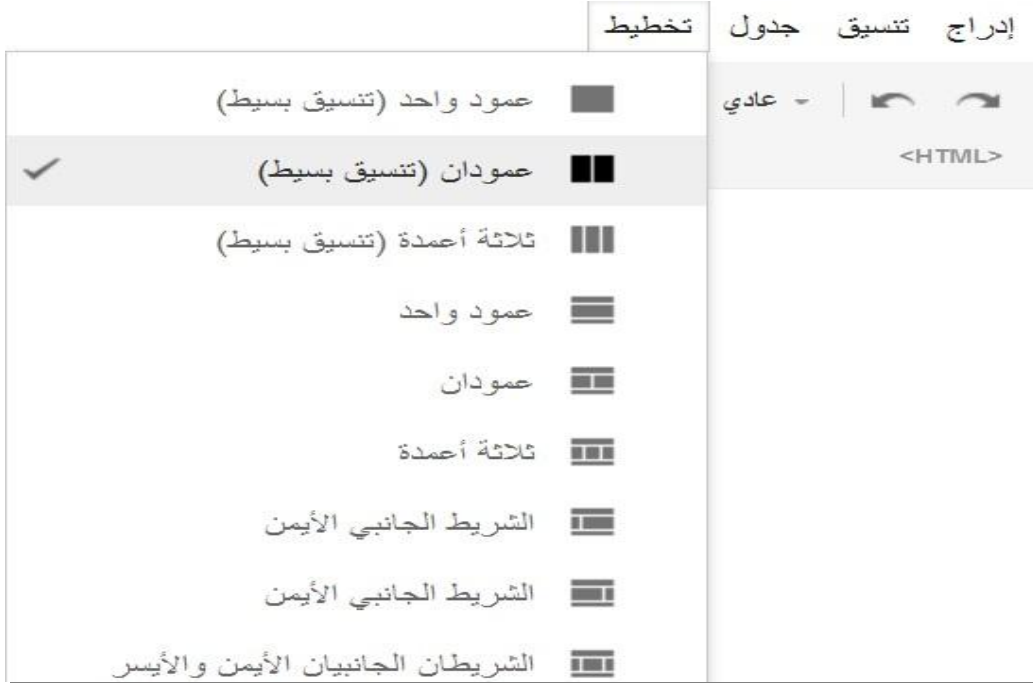 إدراج تنسيق جدول تخطيط
عادي
<HTML>
عمود واحد (تنسيق بسيط)
عمودان (تنسيق بسيط)
ثلاثة أعمدة (تنسيق بسيط)
عمود واحد
عمودان
ثلاثة أعمدة
الشريط الجانبي الأيمن
الشريط الجانبي الأيمن
الشريطان الجانبيان الأيمن والأيسر